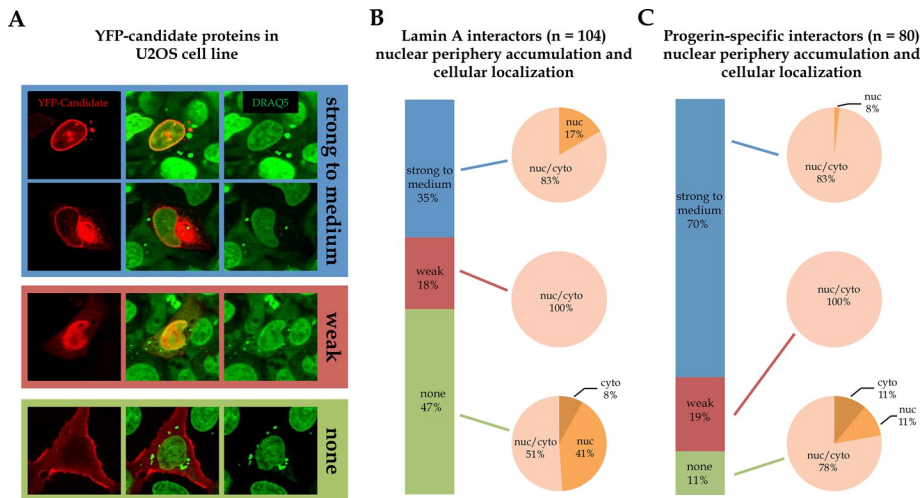 A
YFP-candidate proteins in
U2OS cell line
YFP-Candidate
DRAQ5
strong to medium
weak
none
B
Lamin A interactors (n = 104)
nuclear periphery accumulation and
cellular localization
strong to
medium
35%
weak
18%
none
47%
nuc
17%
nuc/cyto
83%
nuc/cyto
100%
cyto
8%
nuc/cyto
51%
nuc
41%
C
Progerin-specific interactors (n = 80)
nuclear periphery accumulation and
cellular localization
strong to
medium
70%
weak
19%
none
11%
nuc
8%
nuc/cyto
83%
nuc/cyto
100%
cyto
11%
nuc
11%
nuc/cyto
78%